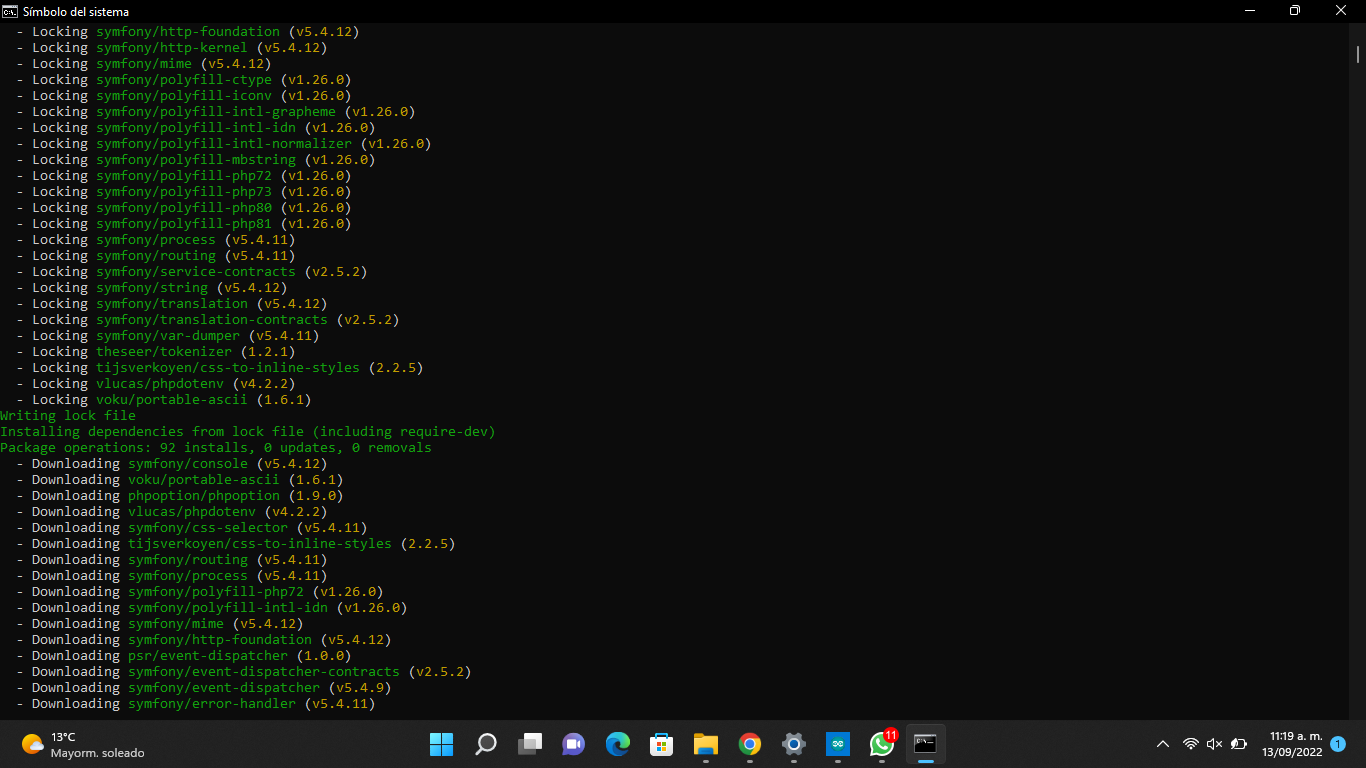 Símbolo del sistema
- Locking symfony/http-foundation (v5.4.12)
- Locking symfony/http-kernel (v5.4.12)
- Locking symfony/mime (v5.4.12)
- Locking symfony/polyfill-ctype (v1.26.0)
- Locking symfony/polyfill-iconv (v1.26.0)
- Locking symfony/polyfill-intl-grapheme (v1.26.0)
- Locking symfony/polyfill-intl-idn (v1.26.0)
- Locking symfony/polyfill-intl-normalizer (v1.26.0)
- Locking symfony/polyfill-mbstring (v1.26.0)
- Locking symfony/polyfill-php72 (v1.26.0)
- Locking symfony/polyfill-php73 (v1.26.0)
- Locking symfony/polyfill-php80 (v1.26.0)
- Locking symfony/polyfill-php81 (v1.26.0)
- Locking symfony/process (v5.4.11)
- Locking symfony/routing (v5.4.11)
- Locking symfony/service-contracts (v2.5.2)
- Locking symfony/string (v5.4.12)
- Locking symfony/translation (v5.4.12)
- Locking symfony/translation-contracts (v2.5.2)
- Locking symfony/var-dumper (v5.4.11)
- Locking theseer/tokenizer (1.2.1)
- Locking tijsverkoyen/css-to-inline-styles (2.2.5)
- Locking vlucas/phpdotenv (v4.2.2)
- Locking voku/portable-ascii (1.6.1)
Writing lock file
Installing dependencies from lock file (including require-dev)
Package operations: 92 installs, 0 updates, 0 removals
- Downloading symfony/console (v5.4.12)
- Downloading voku/portable-ascii (1.6.1)
- Downloading phpoption/phpoption (1.9.0)
- Downloading vlucas/phpdotenv (v4.2.2)
- Downloading symfony/css-selector (v5.4.11)
- Downloading tijsverkoyen/css-to-inline-styles (2.2.5)
- Downloading symfony/routing (v5.4.11)
- Downloading symfony/process (v5.4.11)
- Downloading symfony/polyfill-php72 (v1.26.0)
- Downloading symfony/polyfill-intl-idn (v1.26.0)
- Downloading symfony/mime (v5.4.12)
- Downloading symfony/http-foundation (v5.4.12)
- Downloading psr/event-dispatcher (1.0.0)
- Downloading symfony/event-dispatcher-contracts (v2.5.2)
- Downloading symfony/event-dispatcher (v5.4.9)
- Downloading symfony/error-handler (v5.4.11)
13°C
Mayorm. soleado
11
11:19 a. m.
13/09/2022
1